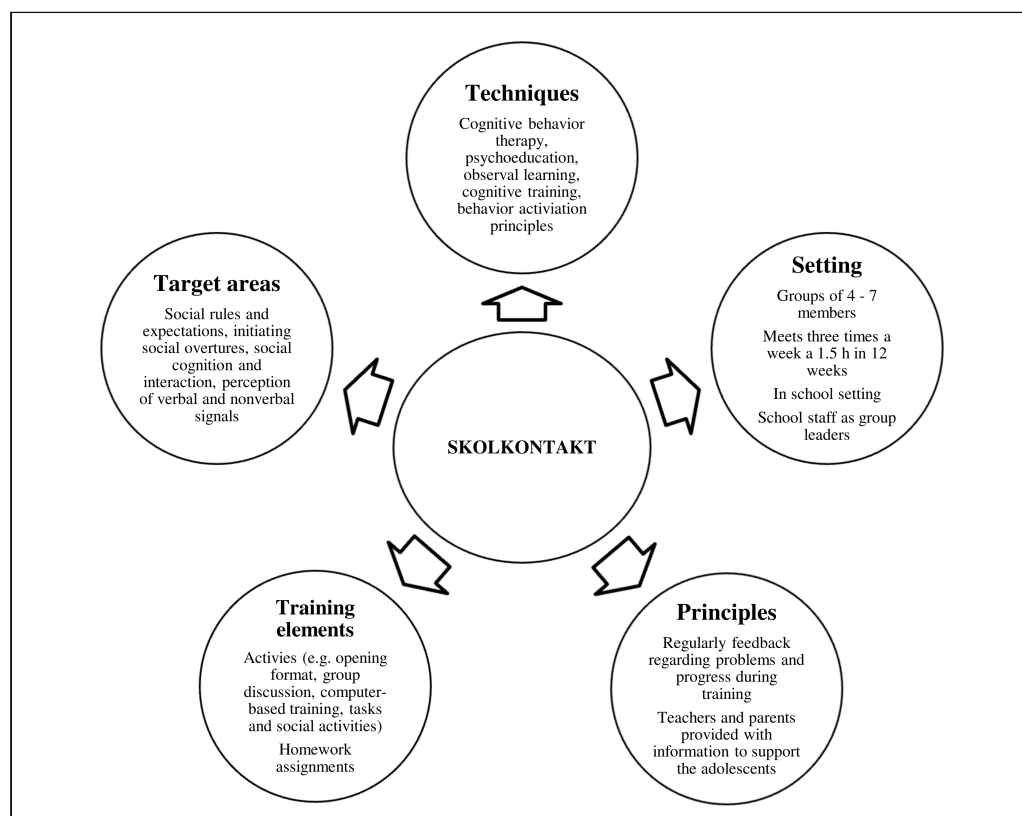 Techniques
Cognitive behavior
therapy,
psychoeducation,
observal learning,
cognitive training,
behavior activiation
principles
Target areas
Social rules and
expectations, initiating
social overtures, social
cognition and
interaction, perception
of verbal and nonverbal
signals
Setting
Groups of 4 - 7
members
Meets three times a
week a 1.5 h in 12
weeks
In school setting
School staff as group
leaders
SKOLKONTAKT
Training
elements
Activies (e.g. opening
format, group
discussion, computer-
based training, tasks
and social activities)
Homework
assignments
Principles
Regularly feedback
regarding problems and
progress during
training
Teachers and parents
provided with
information to support
the adolescents